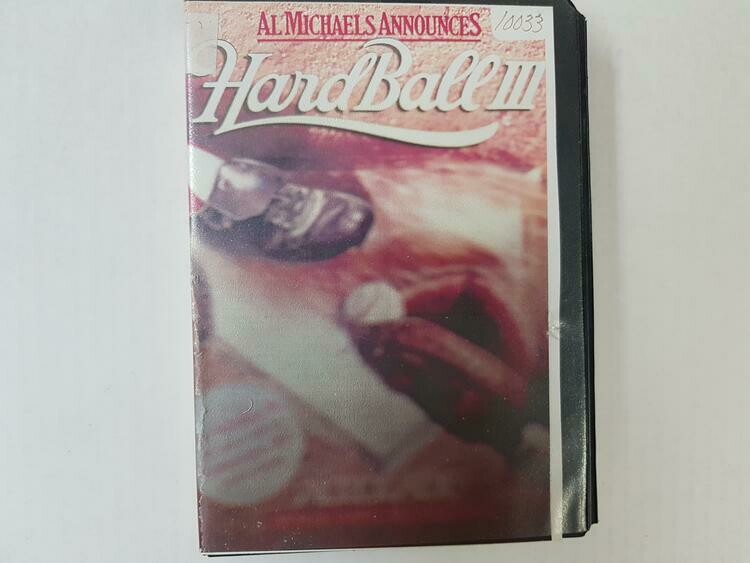 AL MICHAELS ANNOUNCES
10033
HardBall III